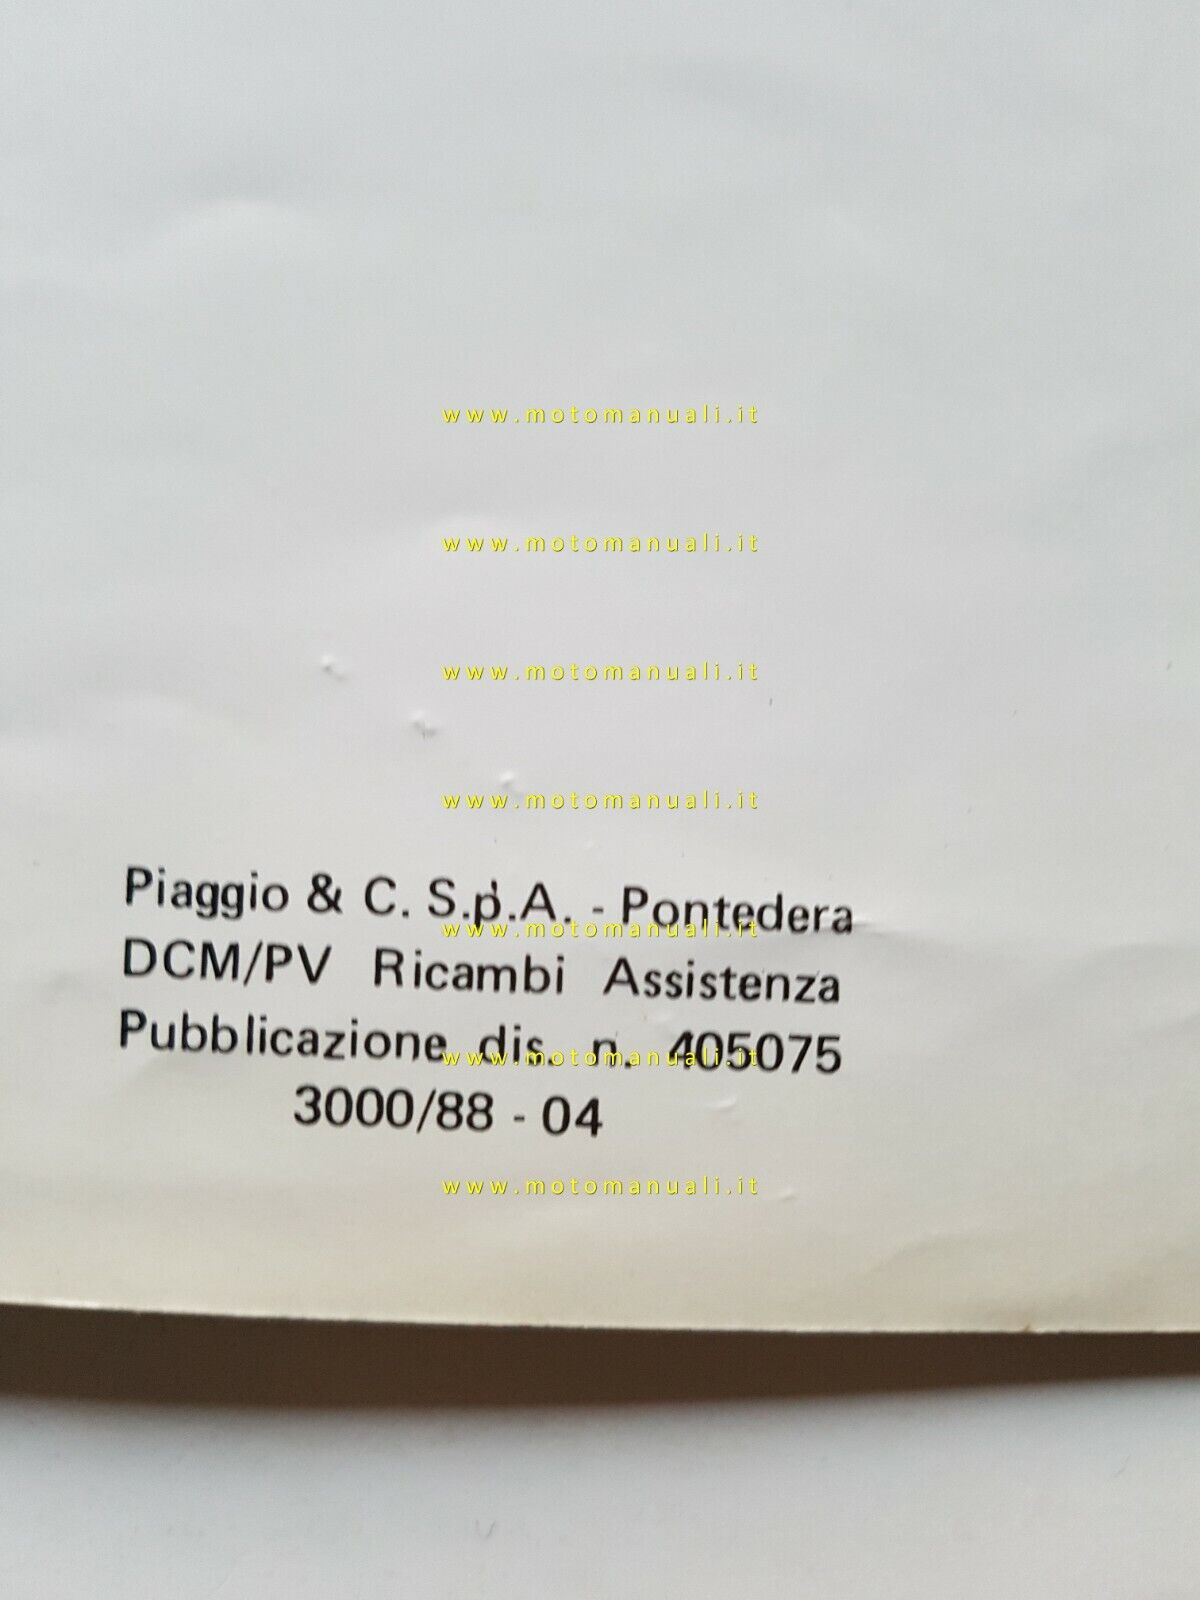 www.motomanuali.it
www.motomanuali.it
www.motomanuali.it
www.motomanuali.it
Piaggio & C. S.p.A. - Pontedera
www.motomanuali.it
DCM/PV Ricambi Assistenza
Pubblicazione dis. n. 405075
www.motomanuali.it
3000/88 - 04
www.motomanuali.it